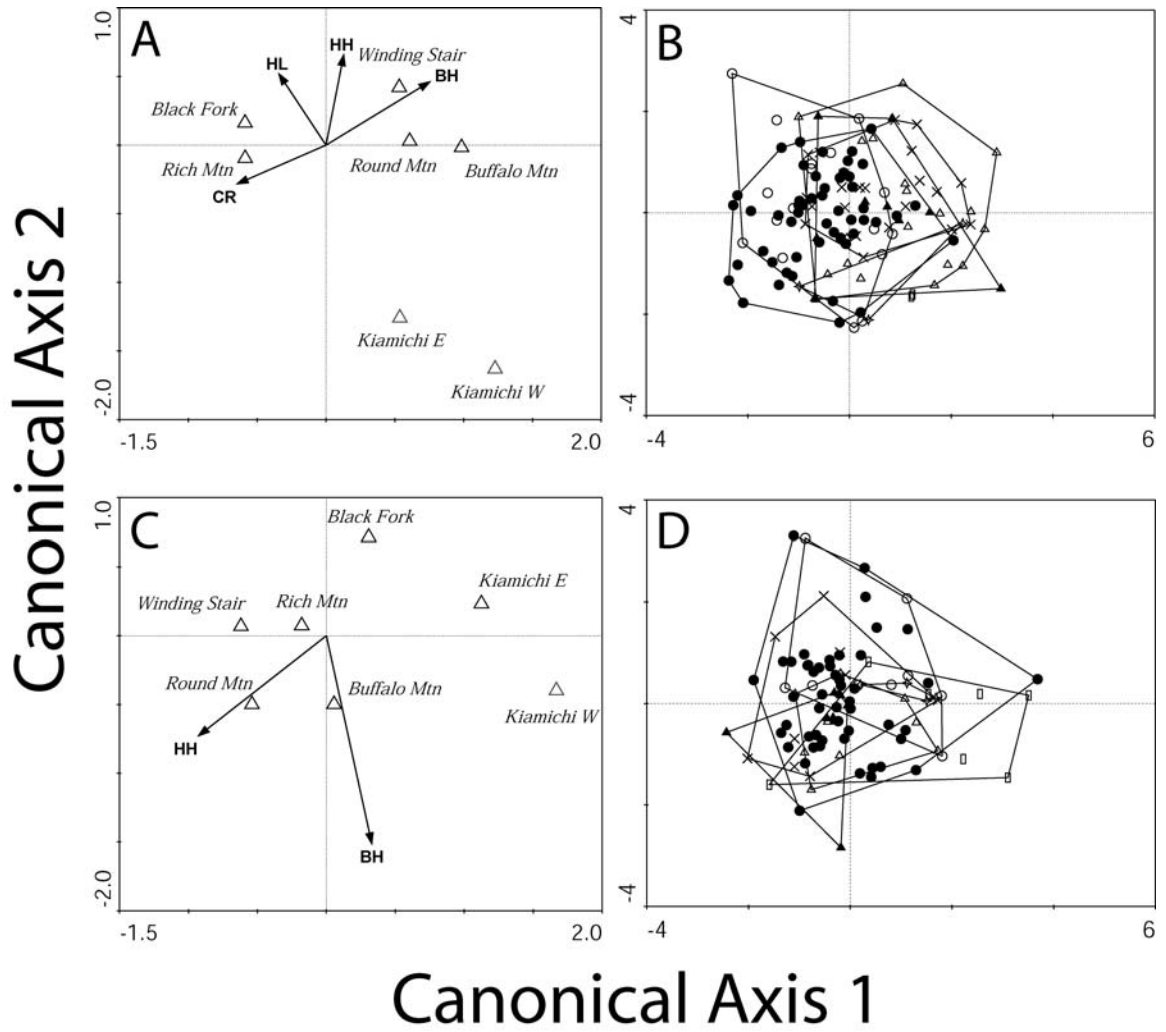 Canonical Axis 2
A
1.0
-2.0
-1.5
2.0
HL
HH
Winding Stair
BH
Black Fork
Rich Mtn
CR
Round Mtn
Buffalo Mtn
Kiamichi E
Kiamichi W
B
4
-4
-4
6
C
1.0
-2.0
-1.5
2.0
Black Fork
Kiamichi E
Winding Stair
Rich Mtn
Round Mtn
Buffalo Mtn
Kiamichi W
HH
BH
D
4
-4
-4
6
Canonical Axis 1